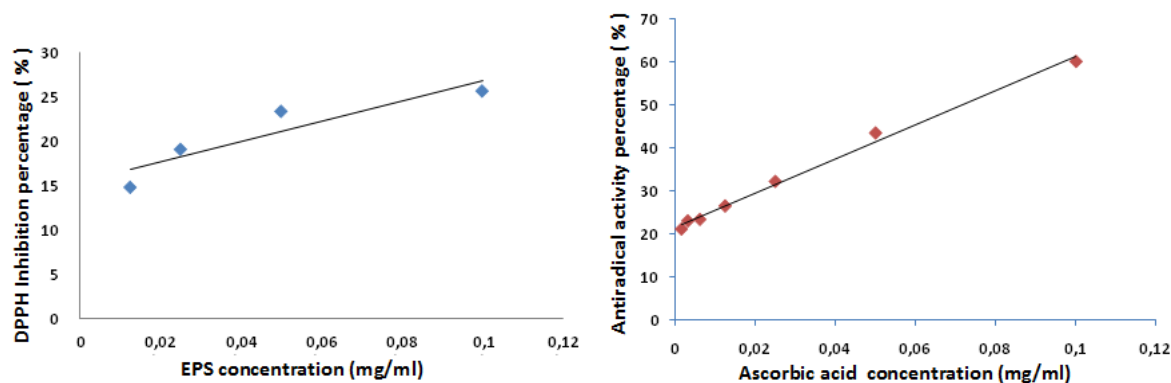 DPPH Inhibition percentage ( % )
30
25
20
15
10
5
0
0 0,02 0,04 0,06 0,08 0,1 0,12
EPS concentration (mg/ml)
Antiradical activity percentage ( % )
70
60
50
40
30
20
10
0
0 0,02 0,04 0,06 0,08 0,1 0,12
Ascorbic acid concentration (mg/ml)